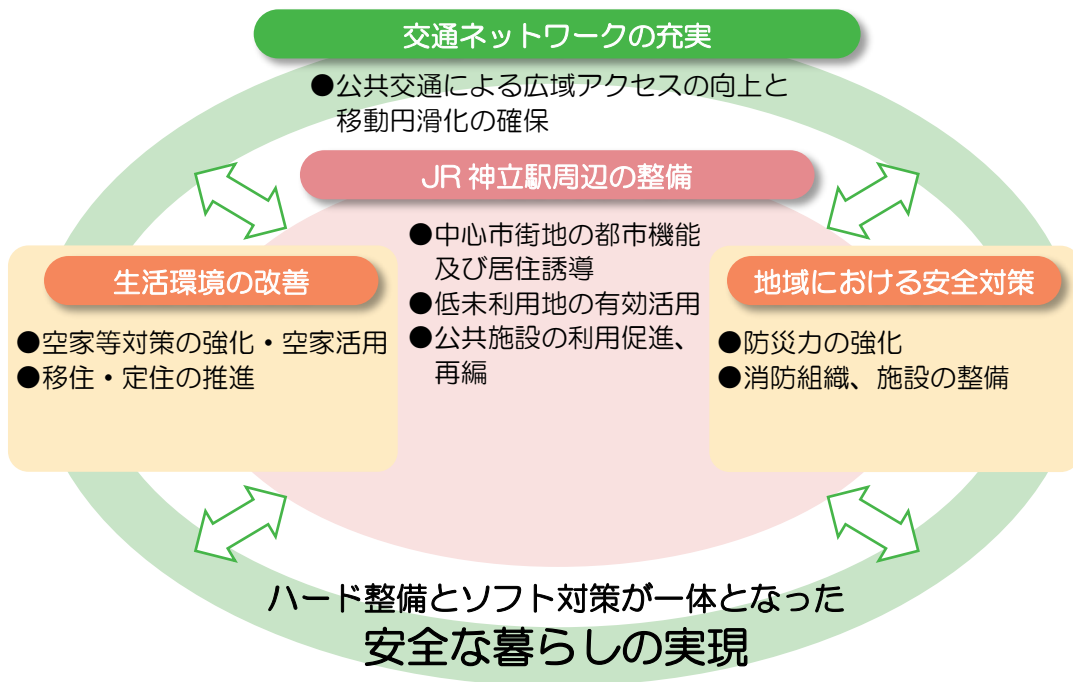 交通ネットワークの充実
●公共交通による広域アクセスの向上と
移動円滑化の確保
JR 神立駅周辺の整備
●中心市街地の都市機能
及び居住誘導
●低未利用地の有効活用
●公共施設の利用促進、
再編
生活環境の改善
●空家等対策の強化・空家活用
●移住・定住の推進
地域における安全対策
●防災力の強化
●消防組織、施設の整備
ハード整備とソフト対策が一体となった
安全な暮らしの実現